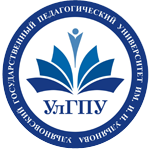 УЛЬЯНОВСКИЙ ГОСУДАРСТВЕННЫЙ ПЕДАГОГИЧЕСКИЙ УНИВЕРСИТЕТ ИМ. И. Н. УЛЬЯНОВА
УлГПУ